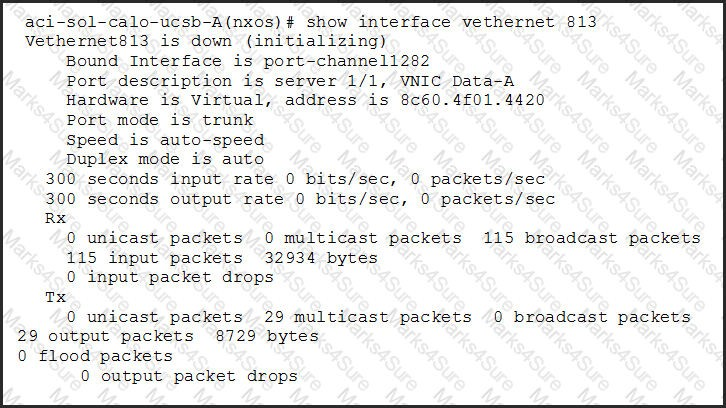 aci-sol-calo-ucsb-A(nxos)# show interface vethernet 813
Vethernet813 is down (initializing)
Bound Interface is port-channel1282
Port description is server 1/1, VNIC Data-A
Hardware is Virtual, address is 8c60.4f01.4420
Port mode is trunk
Speed is auto-speed
Duplex mode is auto
300 seconds input rate 0 bits/sec, 0 packets/sec
300 seconds output rate 0 bits/sec, 0 packets/sec
Rx
0 unicast packets 0 multicast packets 115 broadcast packets
115 input packets 32934 bytes
0 input packet drops
Tx
0 unicast packets 29 multicast packets 0 broadcast packets
29 output packets 8729 bytes
0 flood packets
0 output packet drops
Marks4Sure